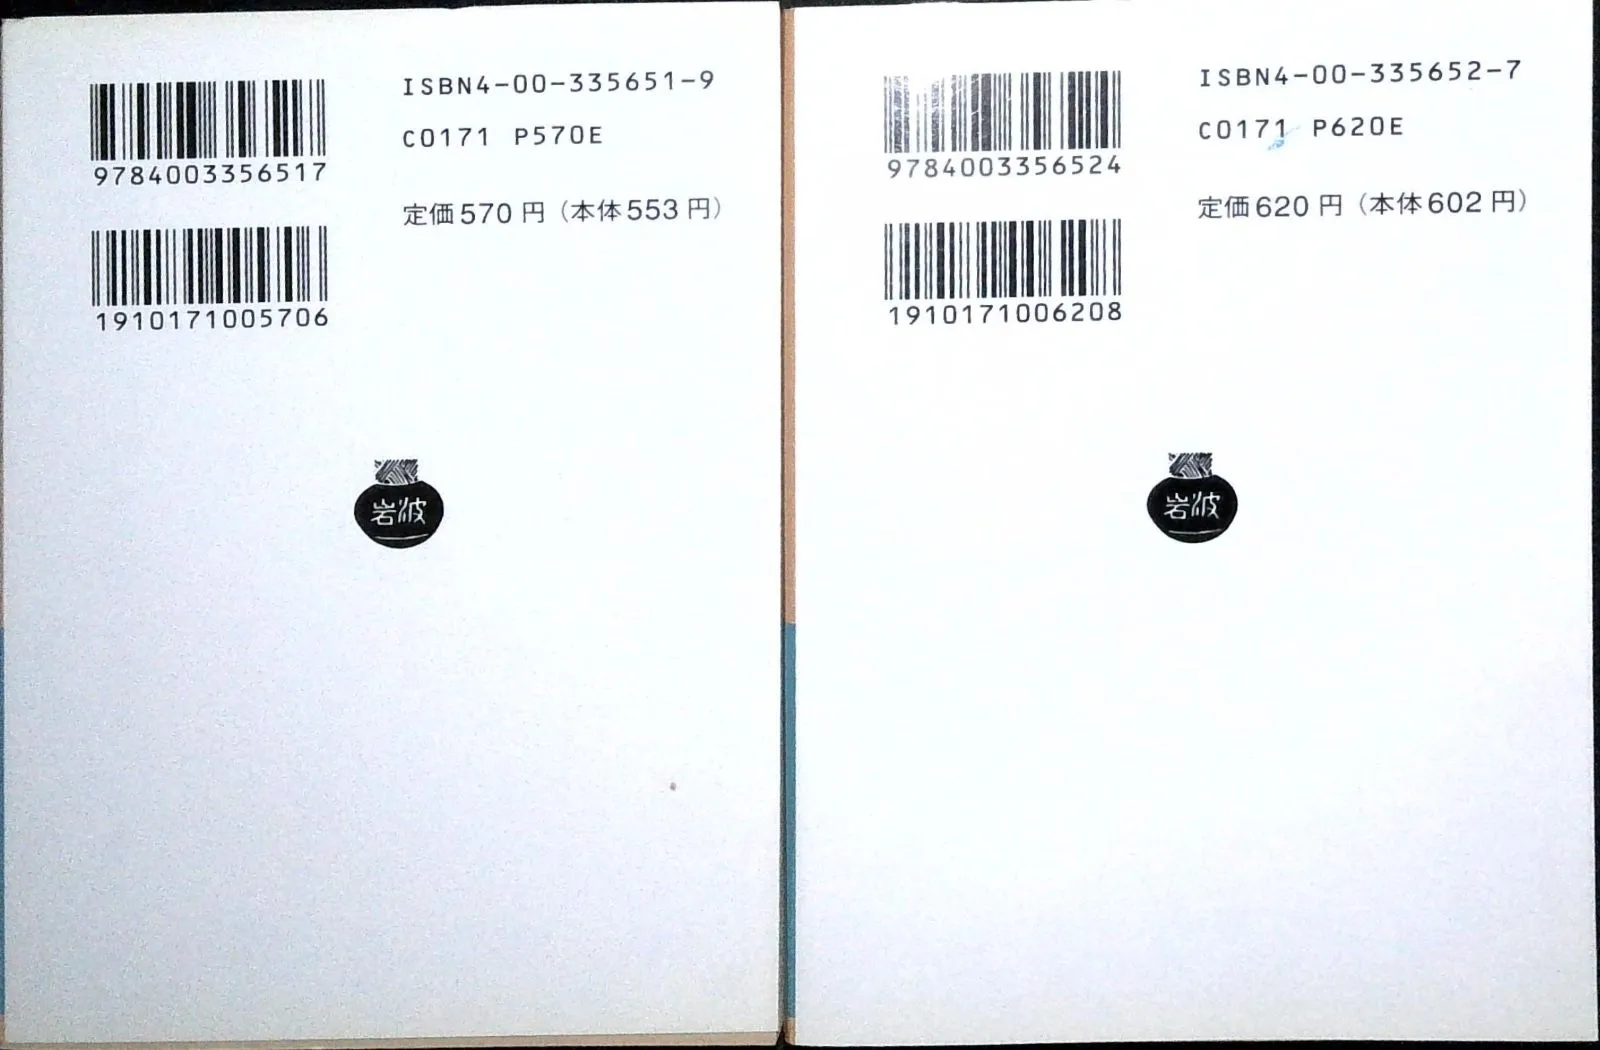 9784003356517
1910171005706
ISBN4-00-335651-9
C0171 P570E
定価570円（本体553円）
岩波
9784003356524
1910171006208
ISBN4-00-335652-7
C0171 P620E
定価620円（本体602円）
岩波